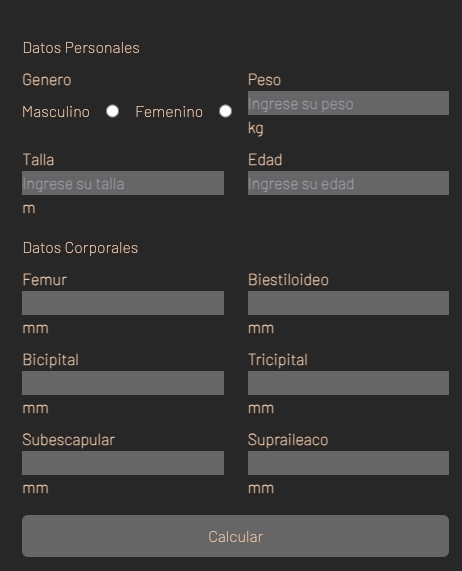 Datos Personales
Genero
Masculino Femenino
Peso
Ingrese su peso
kg
Talla
Ingrese su talla
m
Edad
Ingrese su edad
Datos Corporales
Femur
mm
Biestiloideo
mm
Bicipital
mm
Tricipital
mm
Subescapular
mm
Supraileaco
mm
Calcular